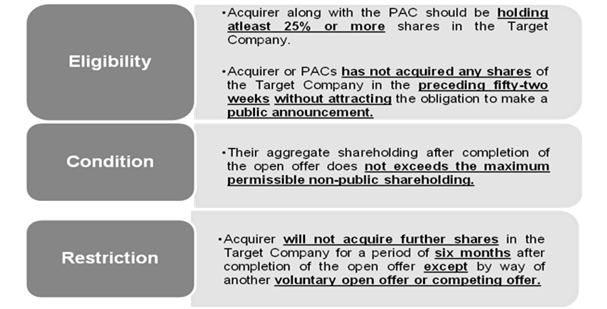 Eligibility
•Acquirer along with the PAC should be holding
atleast 25% or more shares in the Target
Company.
•Acquirer or PACs has not acquired any shares of
the Target Company in the preceding fifty-two
weeks without attracting the obligation to make a
public announcement.
Condition
•Their aggregate shareholding after completion of
the open offer does not exceeds the maximum
permissible non-public shareholding.
Restriction
•Acquirer will not acquire further shares in the
Target Company for a period of six months after
completion of the open offer except by way of
another voluntary open offer or competing offer.